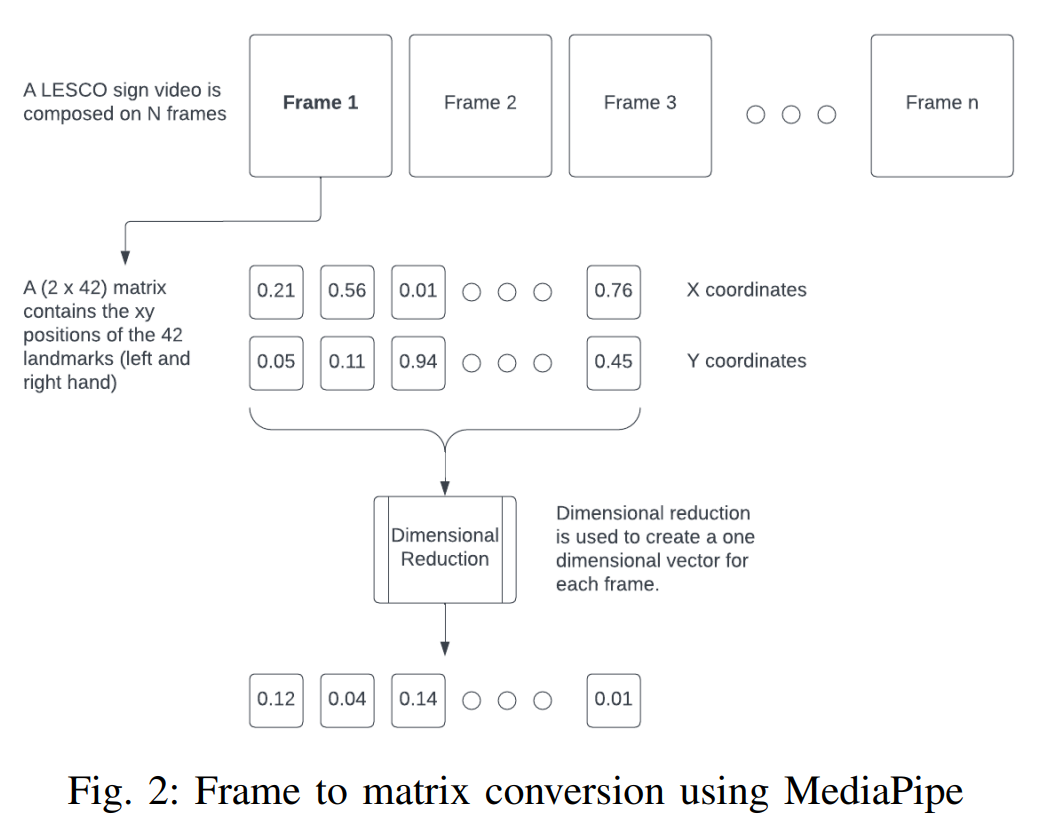 A LESCO sign video is
composed on N frames
Frame 1
Frame 2
Frame 3
Frame n
A (2 x 42) matrix
contains the xy
positions of the 42
landmarks (left and
right hand)
0.21 0.56 0.01 0.76 X coordinates
0.05 0.11 0.94 0.45 Y coordinates
Dimensional
Reduction
Dimensional reduction
is used to create a one
dimensional vector for
each frame.
0.12 0.04 0.14 0.01
Fig. 2: Frame to matrix conversion using MediaPipe